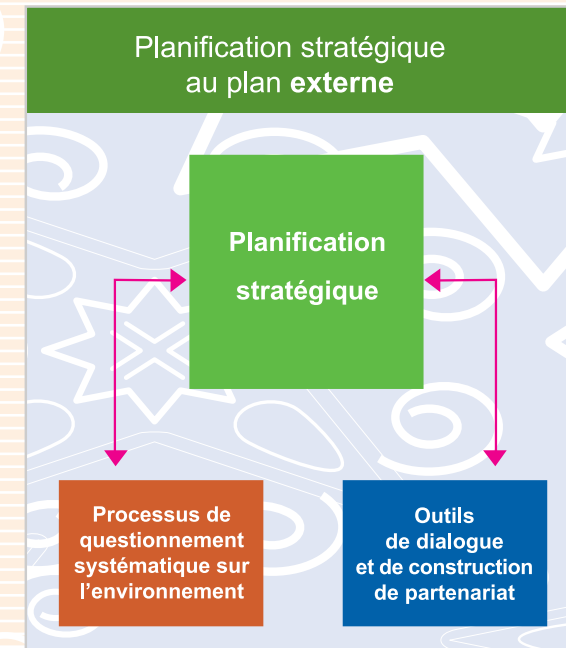 Planification stratégique
au plan externe
Planification
stratégique
Processus de
questionnement
systématique sur
l'environnement
Outils
de dialogue
et de construction
de partenariat